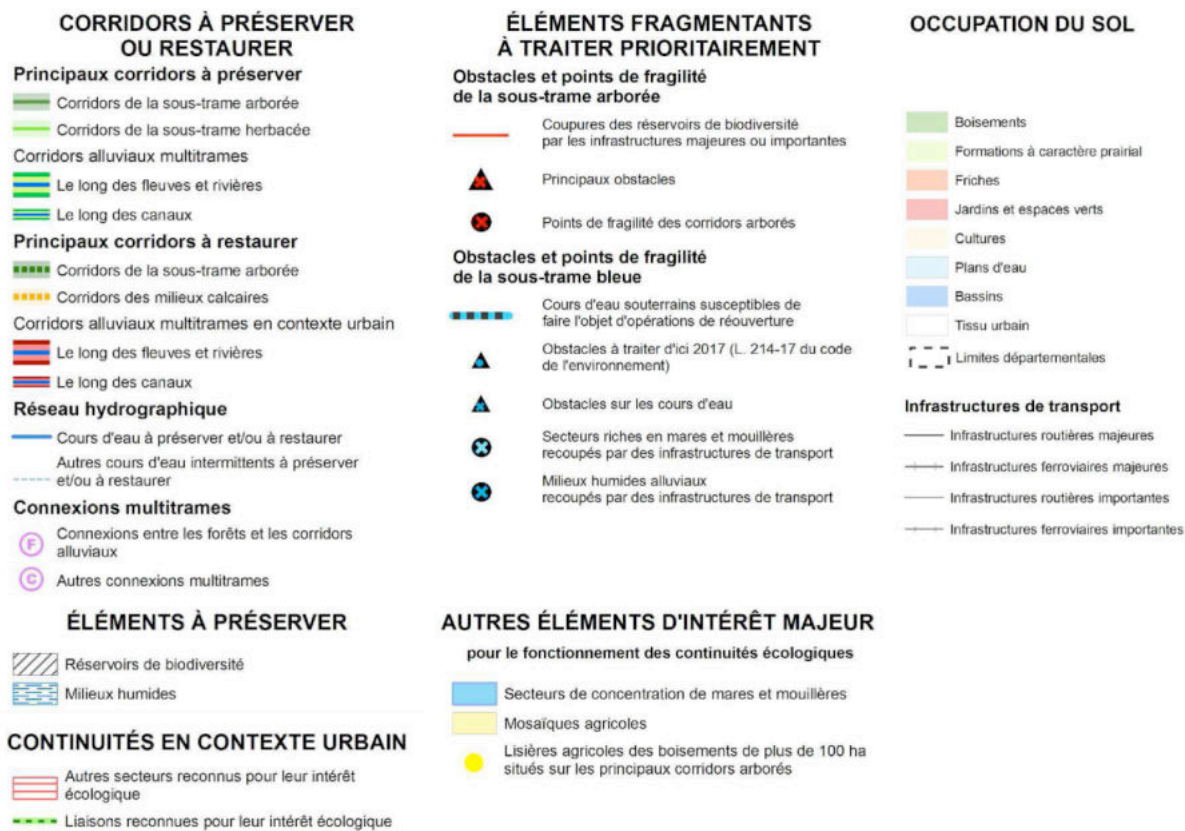 CORRIDORS À PRÉSERVER
OU RESTAURER
Principaux corridors à préserver
Corridors de la sous-trame arborée
Corridors de la sous-trame herbacée
Corridors alluviaux multitrames
Le long des fleuves et rivières
Le long des canaux
Principaux corridors à restaurer
Corridors de la sous-trame arborée
Corridors des milieux calcaires
Corridors alluviaux multitrames en contexte urbain
Le long des fleuves et rivières
Le long des canaux
Réseau hydrographique
Cours d'eau à préserver et/ou à restaurer
Autres cours d'eau intermittents à préserver
et/ou à restaurer
Connexions multitrames
F
Connexions entre les forêts et les corridors
alluviaux
C
Autres connexions multitrames
ÉLÉMENTS À PRÉSERVER
Réservoirs de biodiversité
Milieux humides
CONTINUITÉS EN CONTEXTE URBAIN
Autres secteurs reconnus pour leur intérêt
écologique
Liaisons reconnues pour leur intérêt écologique
ÉLÉMENTS FRAGMENTANTS
À TRAITER PRIORITAIREMENT
Obstacles et points de fragilité
de la sous-trame arborée
Coupures des réservoirs de biodiversité
par les infrastructures majeures ou importantes
Principaux obstacles
Points de fragilité des corridors arborés
Obstacles et points de fragilité
de la sous-trame bleue
Cours d'eau souterrains susceptibles de
faire l'objet d'opérations de réouverture
Obstacles à traiter d'ici 2017 (L. 214-17 du code
de l'environnement)
Obstacles sur les cours d'eau
Secteurs riches en mares et mouillères
recoupés par des infrastructures de transport
Milieux humides alluviaux
recoupés par des infrastructures de transport
AUTRES ÉLÉMENTS D'INTÉRÊT MAJEUR
pour le fonctionnement des continuités écologiques
Secteurs de concentration de mares et mouillères
Mosaïques agricoles
Lisières agricoles des boisements de plus de 100 ha
situés sur les principaux corridors arborés
OCCUPATION DU SOL
Boisements
Formations à caractère prairial
Friches
Jardins et espaces verts
Cultures
Plans d'eau
Bassins
Tissu urbain
Limites départementales
Infrastructures de transport
Infrastructures routières majeures
Infrastructures ferroviaires majeures
Infrastructures routières importantes
Infrastructures ferroviaires importantes